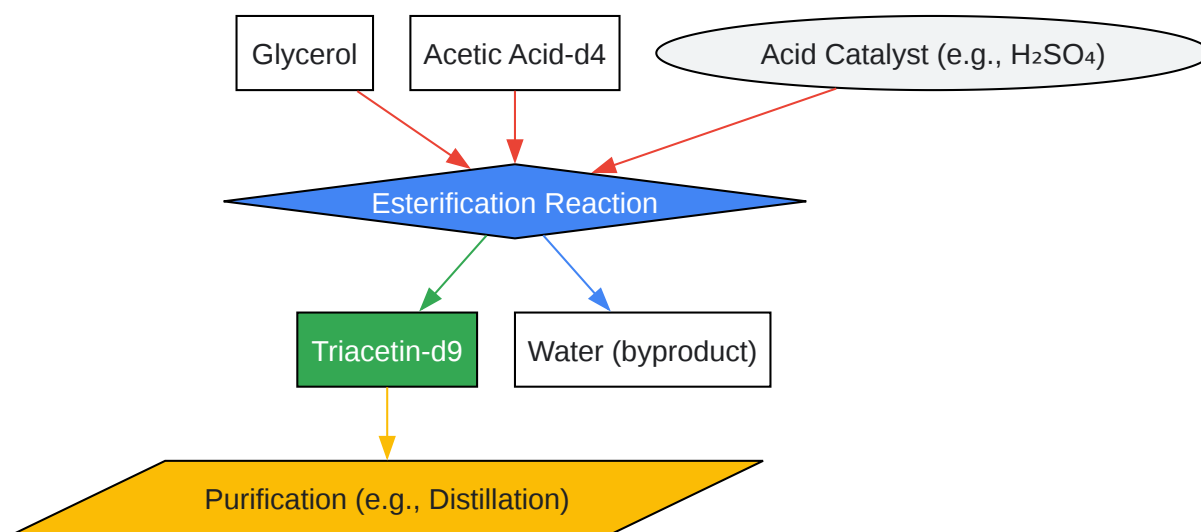 Glycerol
Acetic Acid-d4
Acid Catalyst (e.g., H₂SO₄)
Esterification Reaction
Triacetin-d9
Water (byproduct)
Purification (e.g., Distillation)